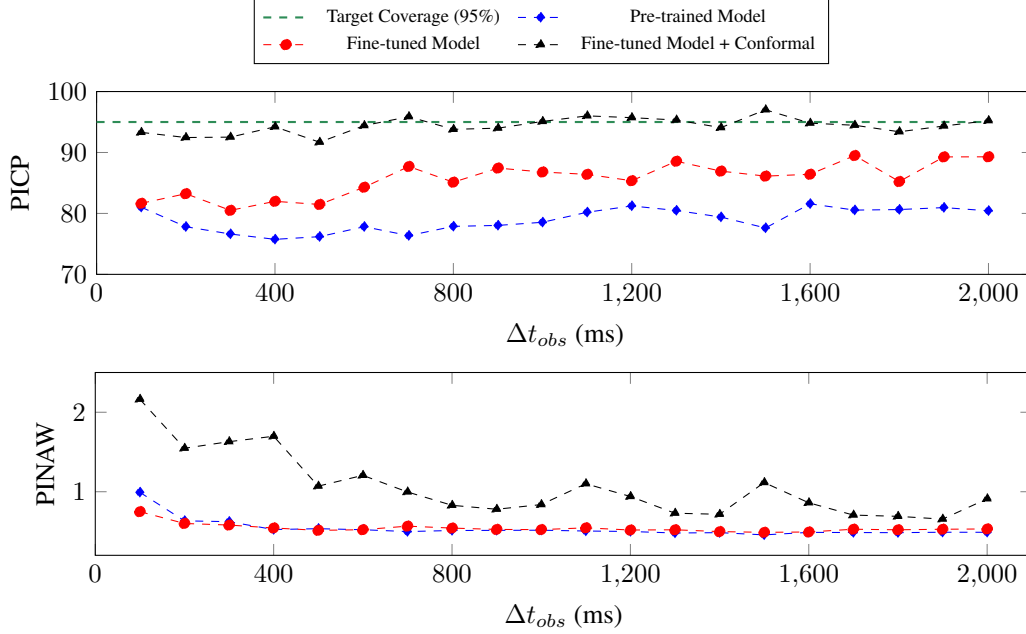 Target Coverage (95%) Pre-trained Model
Fine-tuned Model Fine-tuned Model + Conformal
100
90
80
70
PICP
0 400 800 1,200 1,600 2,000
Δt_obs (ms)
2
1
PINAW
0 400 800 1,200 1,600 2,000
Δt_obs (ms)